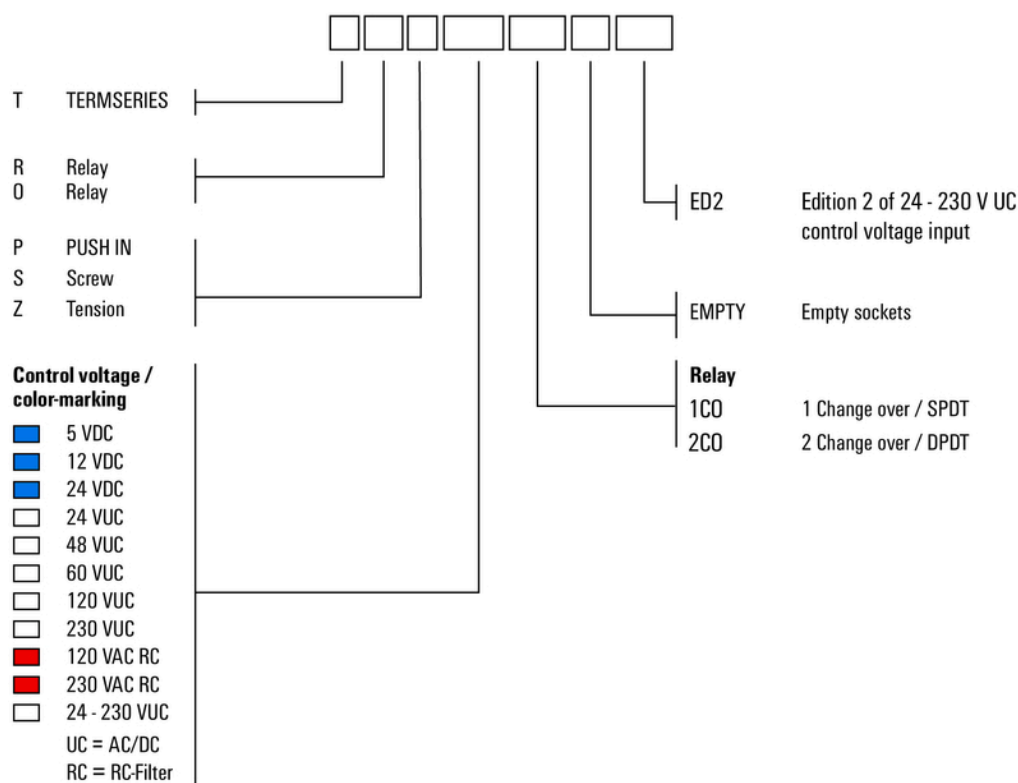 T TERMSERIES
R Relay
O Relay
P PUSH IN
S Screw
Z Tension
Control voltage /
color-marking
5 VDC
12 VDC
24 VDC
24 VUC
48 VUC
60 VUC
120 VUC
230 VUC
120 VAC RC
230 VAC RC
24 - 230 VUC
UC = AC/DC
RC = RC-Filter
ED2 Edition 2 of 24 - 230 V UC
control voltage input
EMPTY Empty sockets
Relay
1CO 1 Change over / SPDT
2CO 2 Change over / DPDT